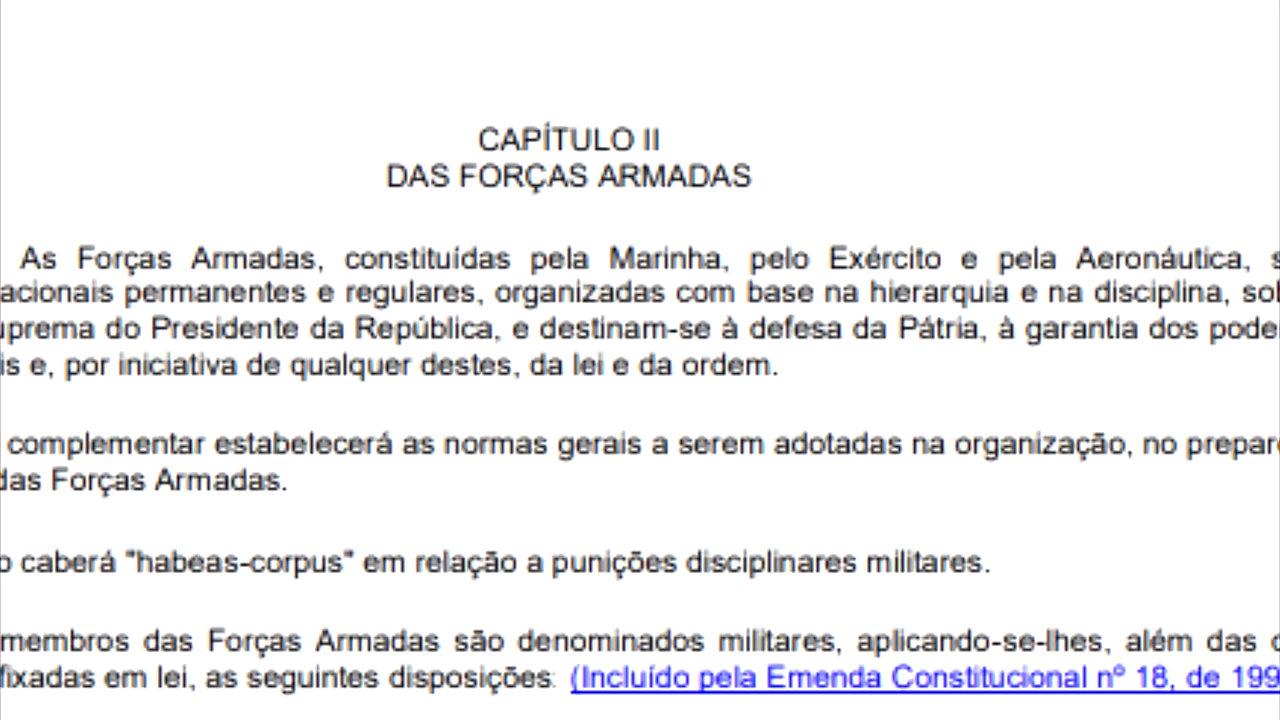 CAPÍTULO II
DAS FORÇAS ARMADAS
As Forças Armadas, constituídas pela Marinha, pelo Exército e pela Aeronáutica,
acionais permanentes e regulares, organizadas com base na hierarquia e na disciplina, sob
uprema do Presidente da República, e destinam-se à defesa da Pátria, à garantia dos pode
is e, por iniciativa de qualquer destes, da lei e da ordem.
complementar estabelecerá as normas gerais a serem adotadas na organização, no prepar
das Forças Armadas.
o caberá "habeas-corpus" em relação a punições disciplinares militares.
membros das Forças Armadas são denominados militares, aplicando-se-lhes, além das
fixadas em lei, as seguintes disposições: (Incluído pela Emenda Constitucional nº 18, de 199